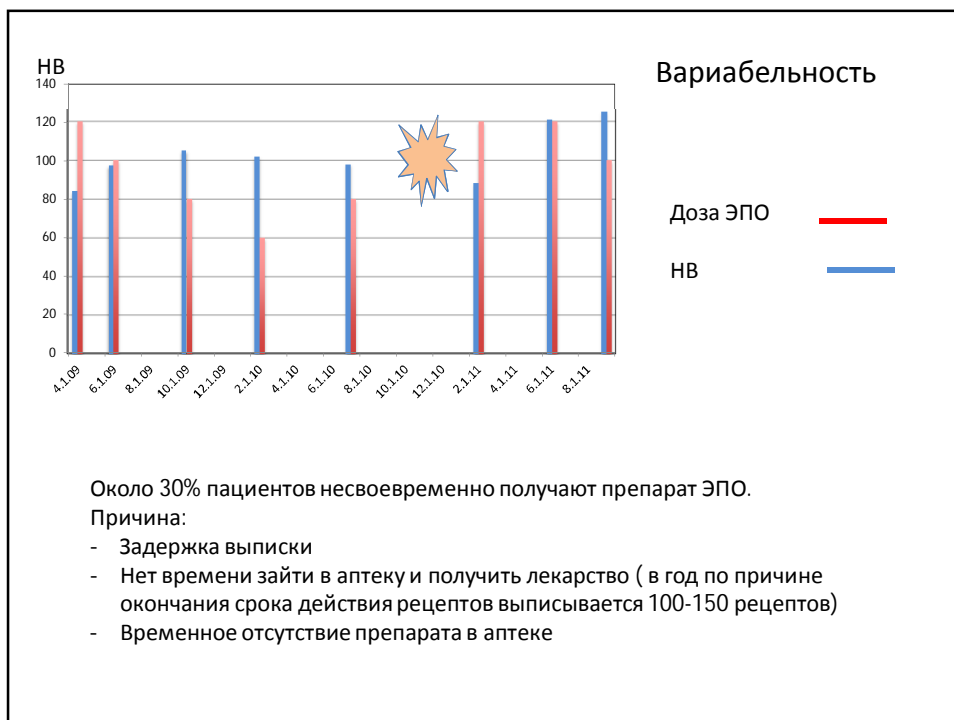 Вариабельность
НВ
140
120
100
80
60
40
20
0
4.1.09
6.1.09
8.1.09
10.1.09
12.1.09
2.1.10
4.1.10
6.1.10
8.1.10
10.1.10
12.1.10
2.1.11
4.1.11
6.1.11
8.1.11
Доза ЭПО
НВ
Около 30% пациентов несвоевременно получают препарат ЭПО.
Причина:
- Задержка выписки
- Нет времени зайти в аптеку и получить лекарство ( в год по причине
окончания срока действия рецептов выписывается 100-150 рецептов)
- Временное отсутствие препарата в аптеке